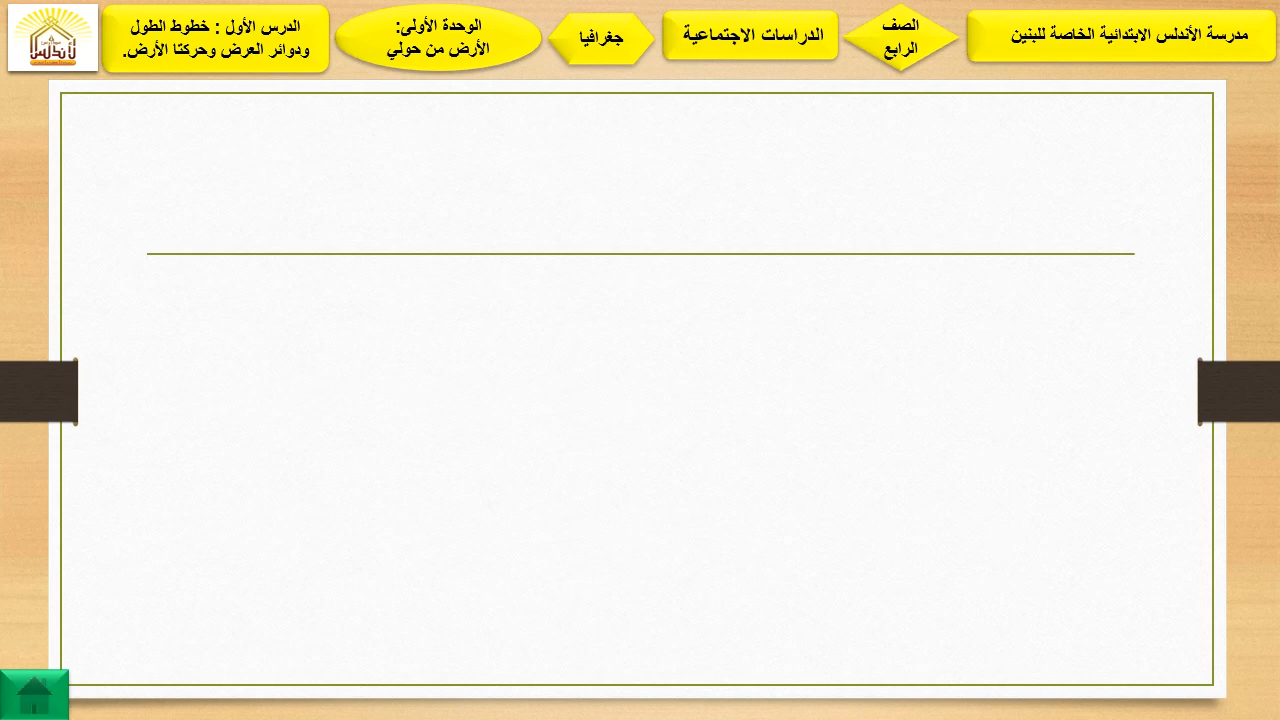 مدرسة الأندلس الابتدائية الخاصة للبنين
الصف
الرابع
الدراسات الاجتماعية
جغرافيا
الوحدة الأولى:
الأرض من حولي
الدرس الأول : خطوط الطول
ودوائر العرض وحركتا الأرض.